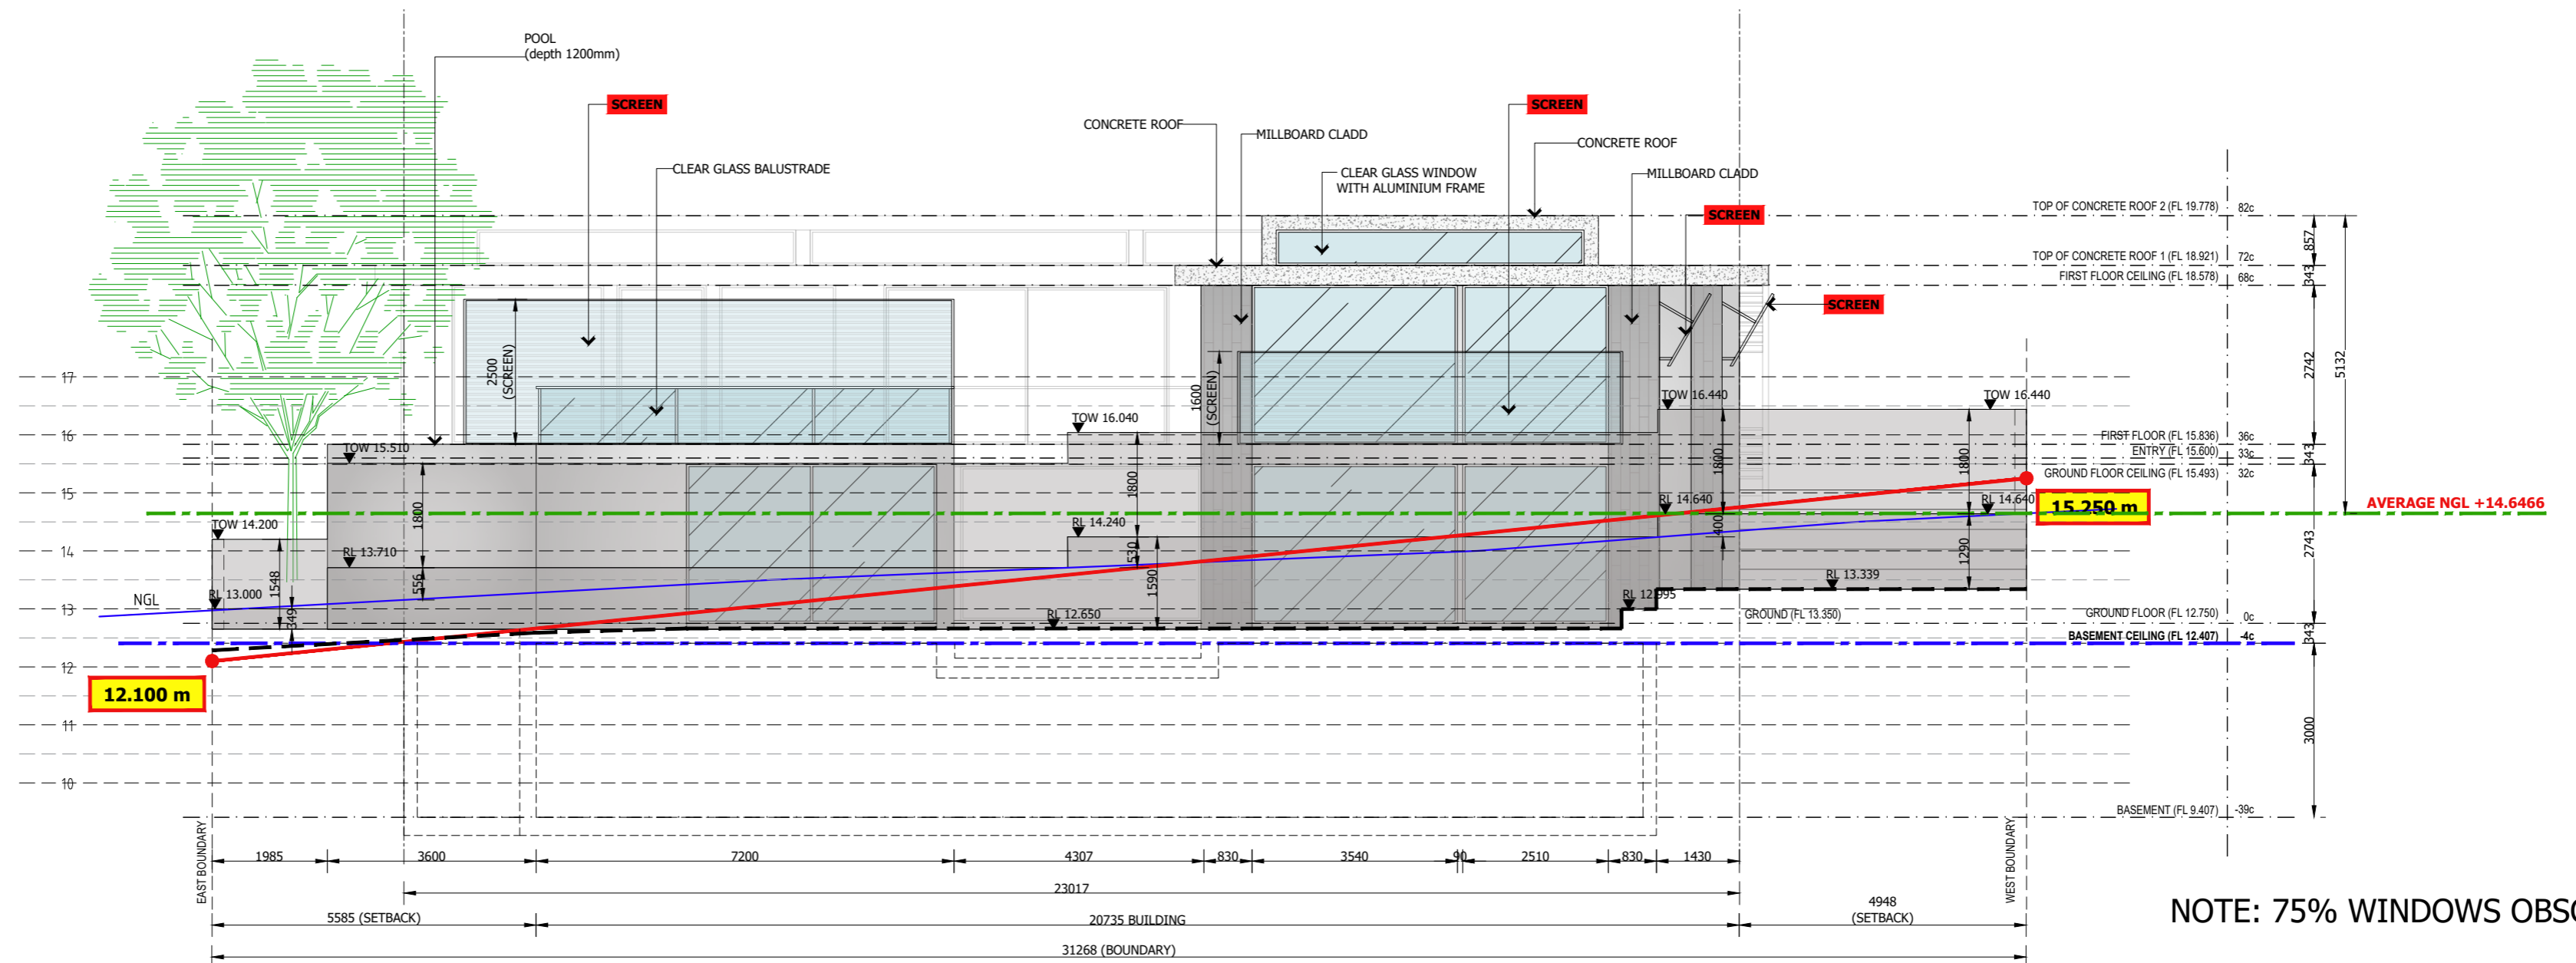 POOL
(depth 1200mm)
SCREEN
SCREEN
CONCRETE ROOF
MILLBOARD CLADD
CONCRETE ROOF
CLEAR GLASS BALUSTRADE
CLEAR GLASS WINDOW
WITH ALUMINIUM FRAME
MILLBOARD CLADD
SCREEN
TOP OF CONCRETE ROOF 2 (FL 19.778) 82c
857
TOP OF CONCRETE ROOF 1 (FL 18.921) 72c
343
FIRST FLOOR CEILING (FL 18.578) 68c
SCREEN
2500
(SCREEN)
1600
(SCREEN)
2742
5132
17
TOW 16.440
TOW 16.440
TOW 16.040
16
FIRST FLOOR (FL 15.836) 36c
TOW 15.510
ENTRY (FL 15.600) 33c
343
GROUND FLOOR CEILING (FL 15.493) 32c
1800
1800
1800
1800
15
RL 14.640
RL 14.640
15.250 m
AVERAGE NGL +14.6466
TOW 14.200
RL 14.240
400
14
RL 13.710
530
2743
1548
556
1590
1290
RL 13.339
NGL
RL 13.000
13
349
RL 12.650
RL 12.995
GROUND (FL 13.350)
GROUND FLOOR (FL 12.750) 0c
BASEMENT CEILING (FL 12.407) -4c
343
12
12.100 m
11
3000
10
BASEMENT (FL 9.407) -39c
EAST BOUNDARY
WEST BOUNDARY
1985
3600
7200
4307
830
3540
90
2510
830
1430
23017
5585 (SETBACK)
20735 BUILDING
4948
(SETBACK)
NOTE: 75% WINDOWS OBSC
31268 (BOUNDARY)